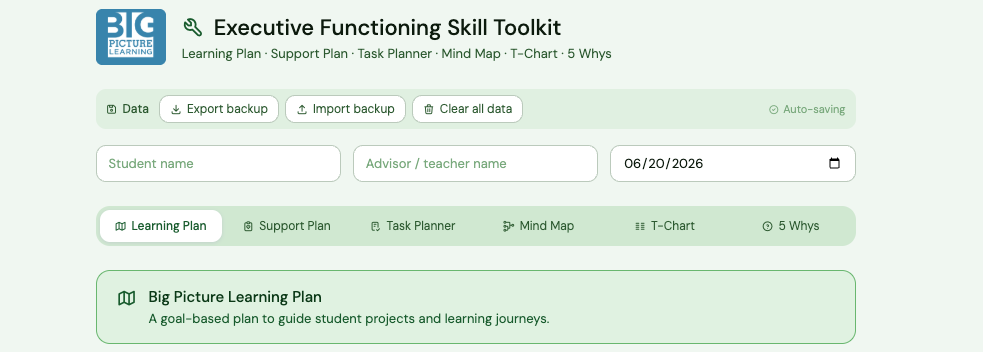 BIG
PICTURE
LEARNING
Executive Functioning Skill Toolkit
Learning Plan · Support Plan · Task Planner · Mind Map · T-Chart · 5 Whys
Data Export backup Import backup Clear all data Auto-saving
Student name Advisor / teacher name 06/20/2026
Learning Plan Support Plan Task Planner Mind Map T-Chart 5 Whys
Big Picture Learning Plan
A goal-based plan to guide student projects and learning journeys.